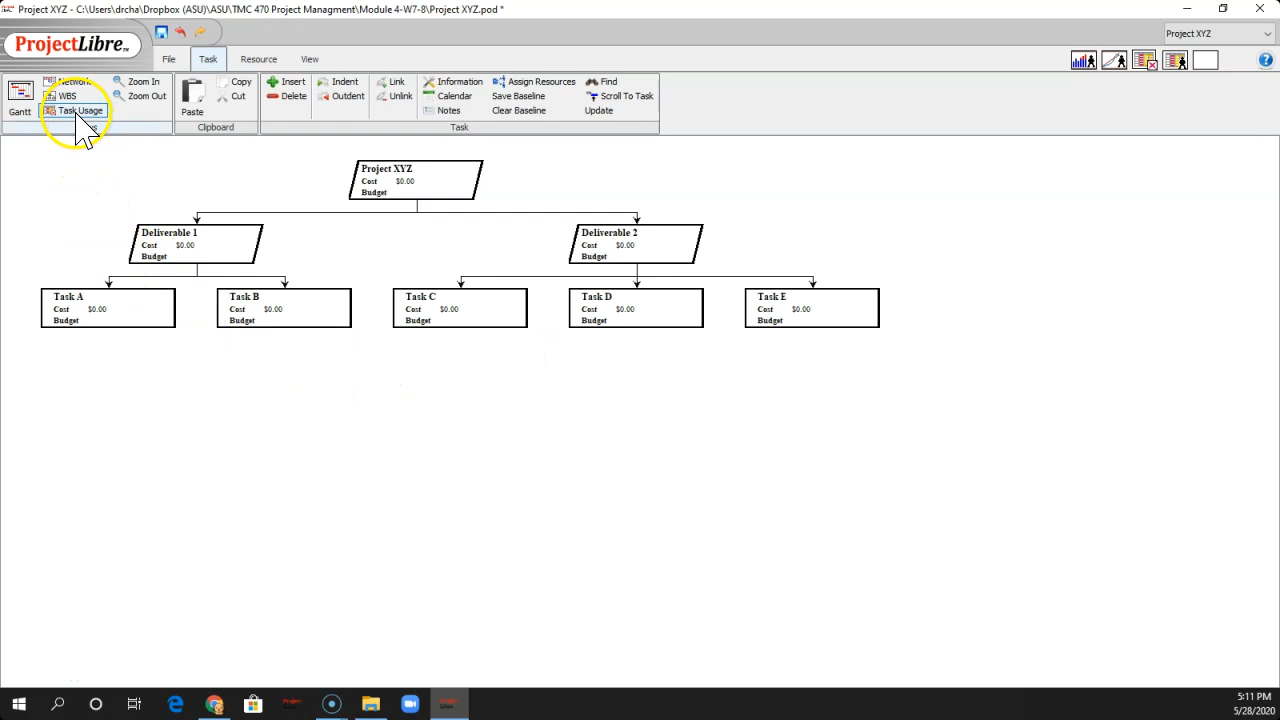 Project XYZ - C:\Users\drcha\Dropbox (ASU)\ASU\TMC 470 Project Managment\Module 4-W7-8\Project XYZ.pod *
ProjectLibre™
Project XYZ
File Task Resource View
Network Zoom In Copy Insert Indent Link Information Assign Resources Find
WBS Zoom Out Cut Delete Outdent Unlink Calendar Save Baseline Scroll To Task
Gantt Task Usage Paste Notes Clear Baseline Update
Clipboard Task
Project XYZ
Cost $0.00
Budget
Deliverable 1
Cost $0.00
Budget
Deliverable 2
Cost $0.00
Budget
Task A
Cost $0.00
Budget
Task B
Cost $0.00
Budget
Task C
Cost $0.00
Budget
Task D
Cost $0.00
Budget
Task E
Cost $0.00
Budget
5:11 PM
5/28/2020